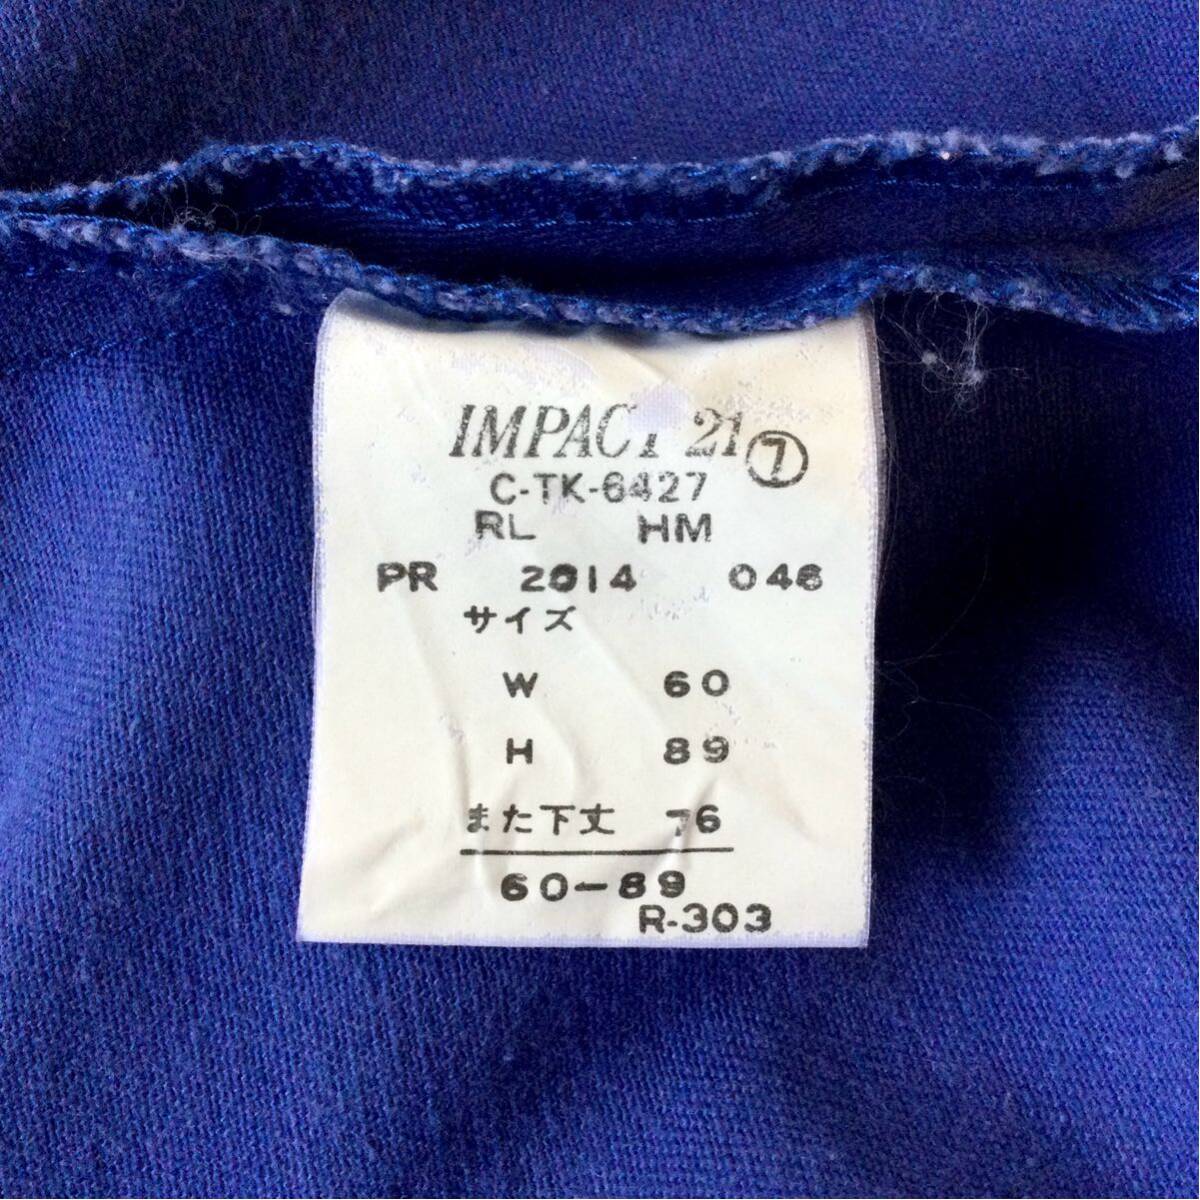 IMPACT 21 ⑦
C-TK-6427
RL HM
PR 2014 046
サイズ
W 60
H 89
また下丈 76
60-89
R-303